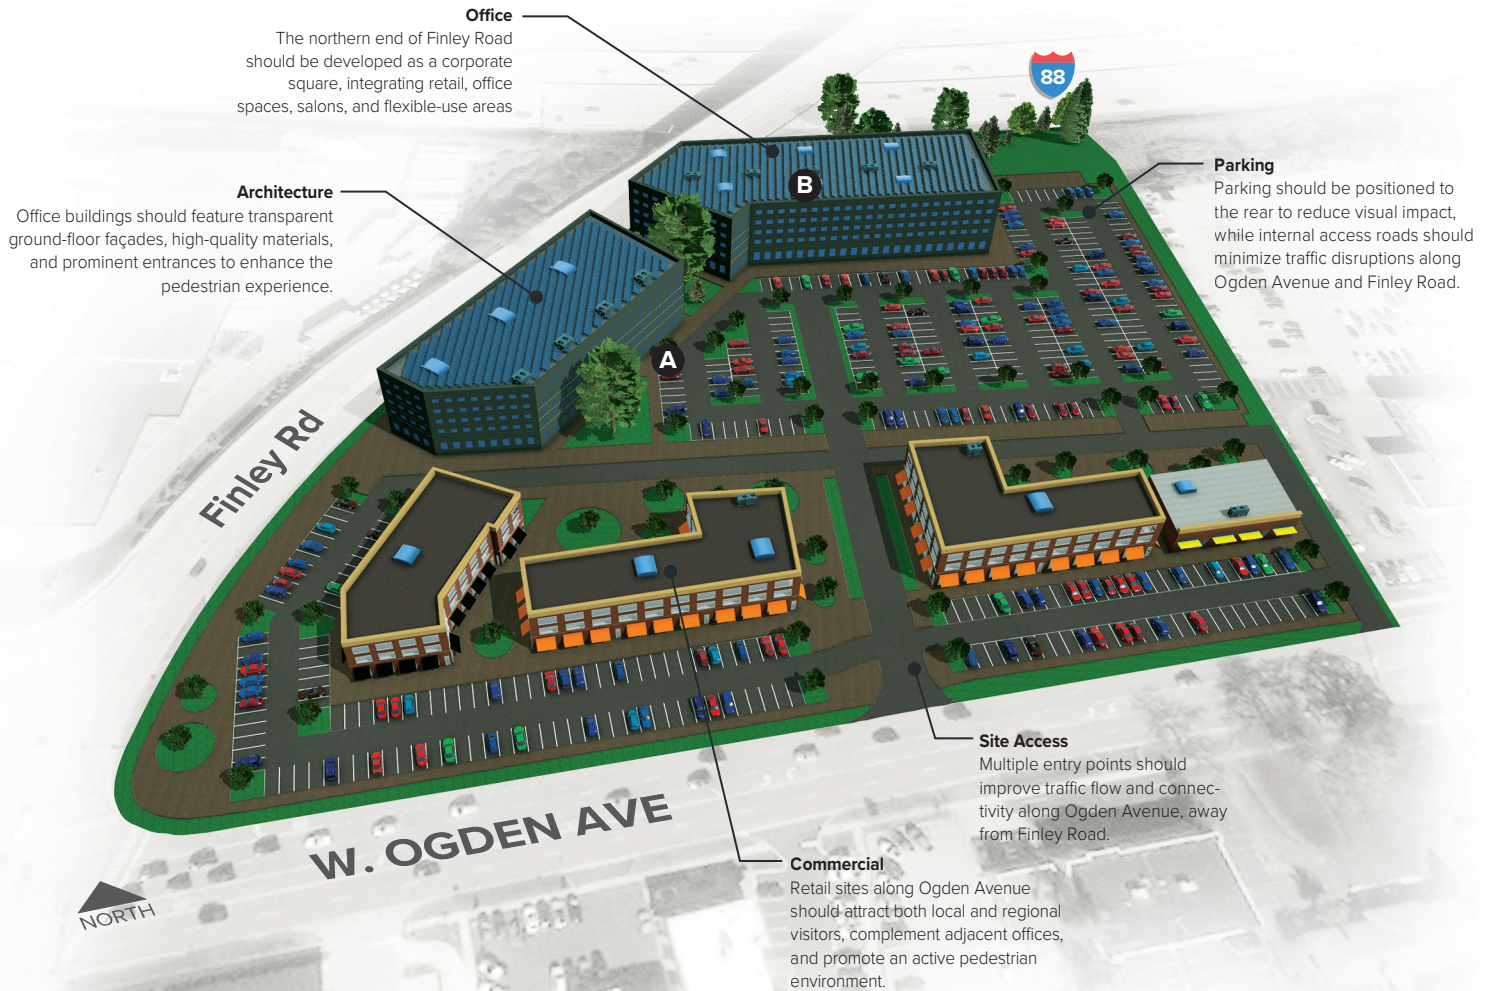 Office
The northern end of Finley Road
should be developed as a corporate
square, integrating retail, office
spaces, salons, and flexible-use areas
88
Architecture
Office buildings should feature transparent
ground-floor façades, high-quality materials,
and prominent entrances to enhance the
pedestrian experience.
B
Parking
Parking should be positioned to
the rear to reduce visual impact,
while internal access roads should
minimize traffic disruptions along
Ogden Avenue and Finley Road.
A
Finley Rd
Site Access
Multiple entry points should
improve traffic flow and connec-
tivity along Ogden Avenue, away
from Finley Road.
W. OGDEN AVE
Commercial
Retail sites along Ogden Avenue
should attract both local and regional
visitors, complement adjacent offices,
and promote an active pedestrian
environment.
NORTH